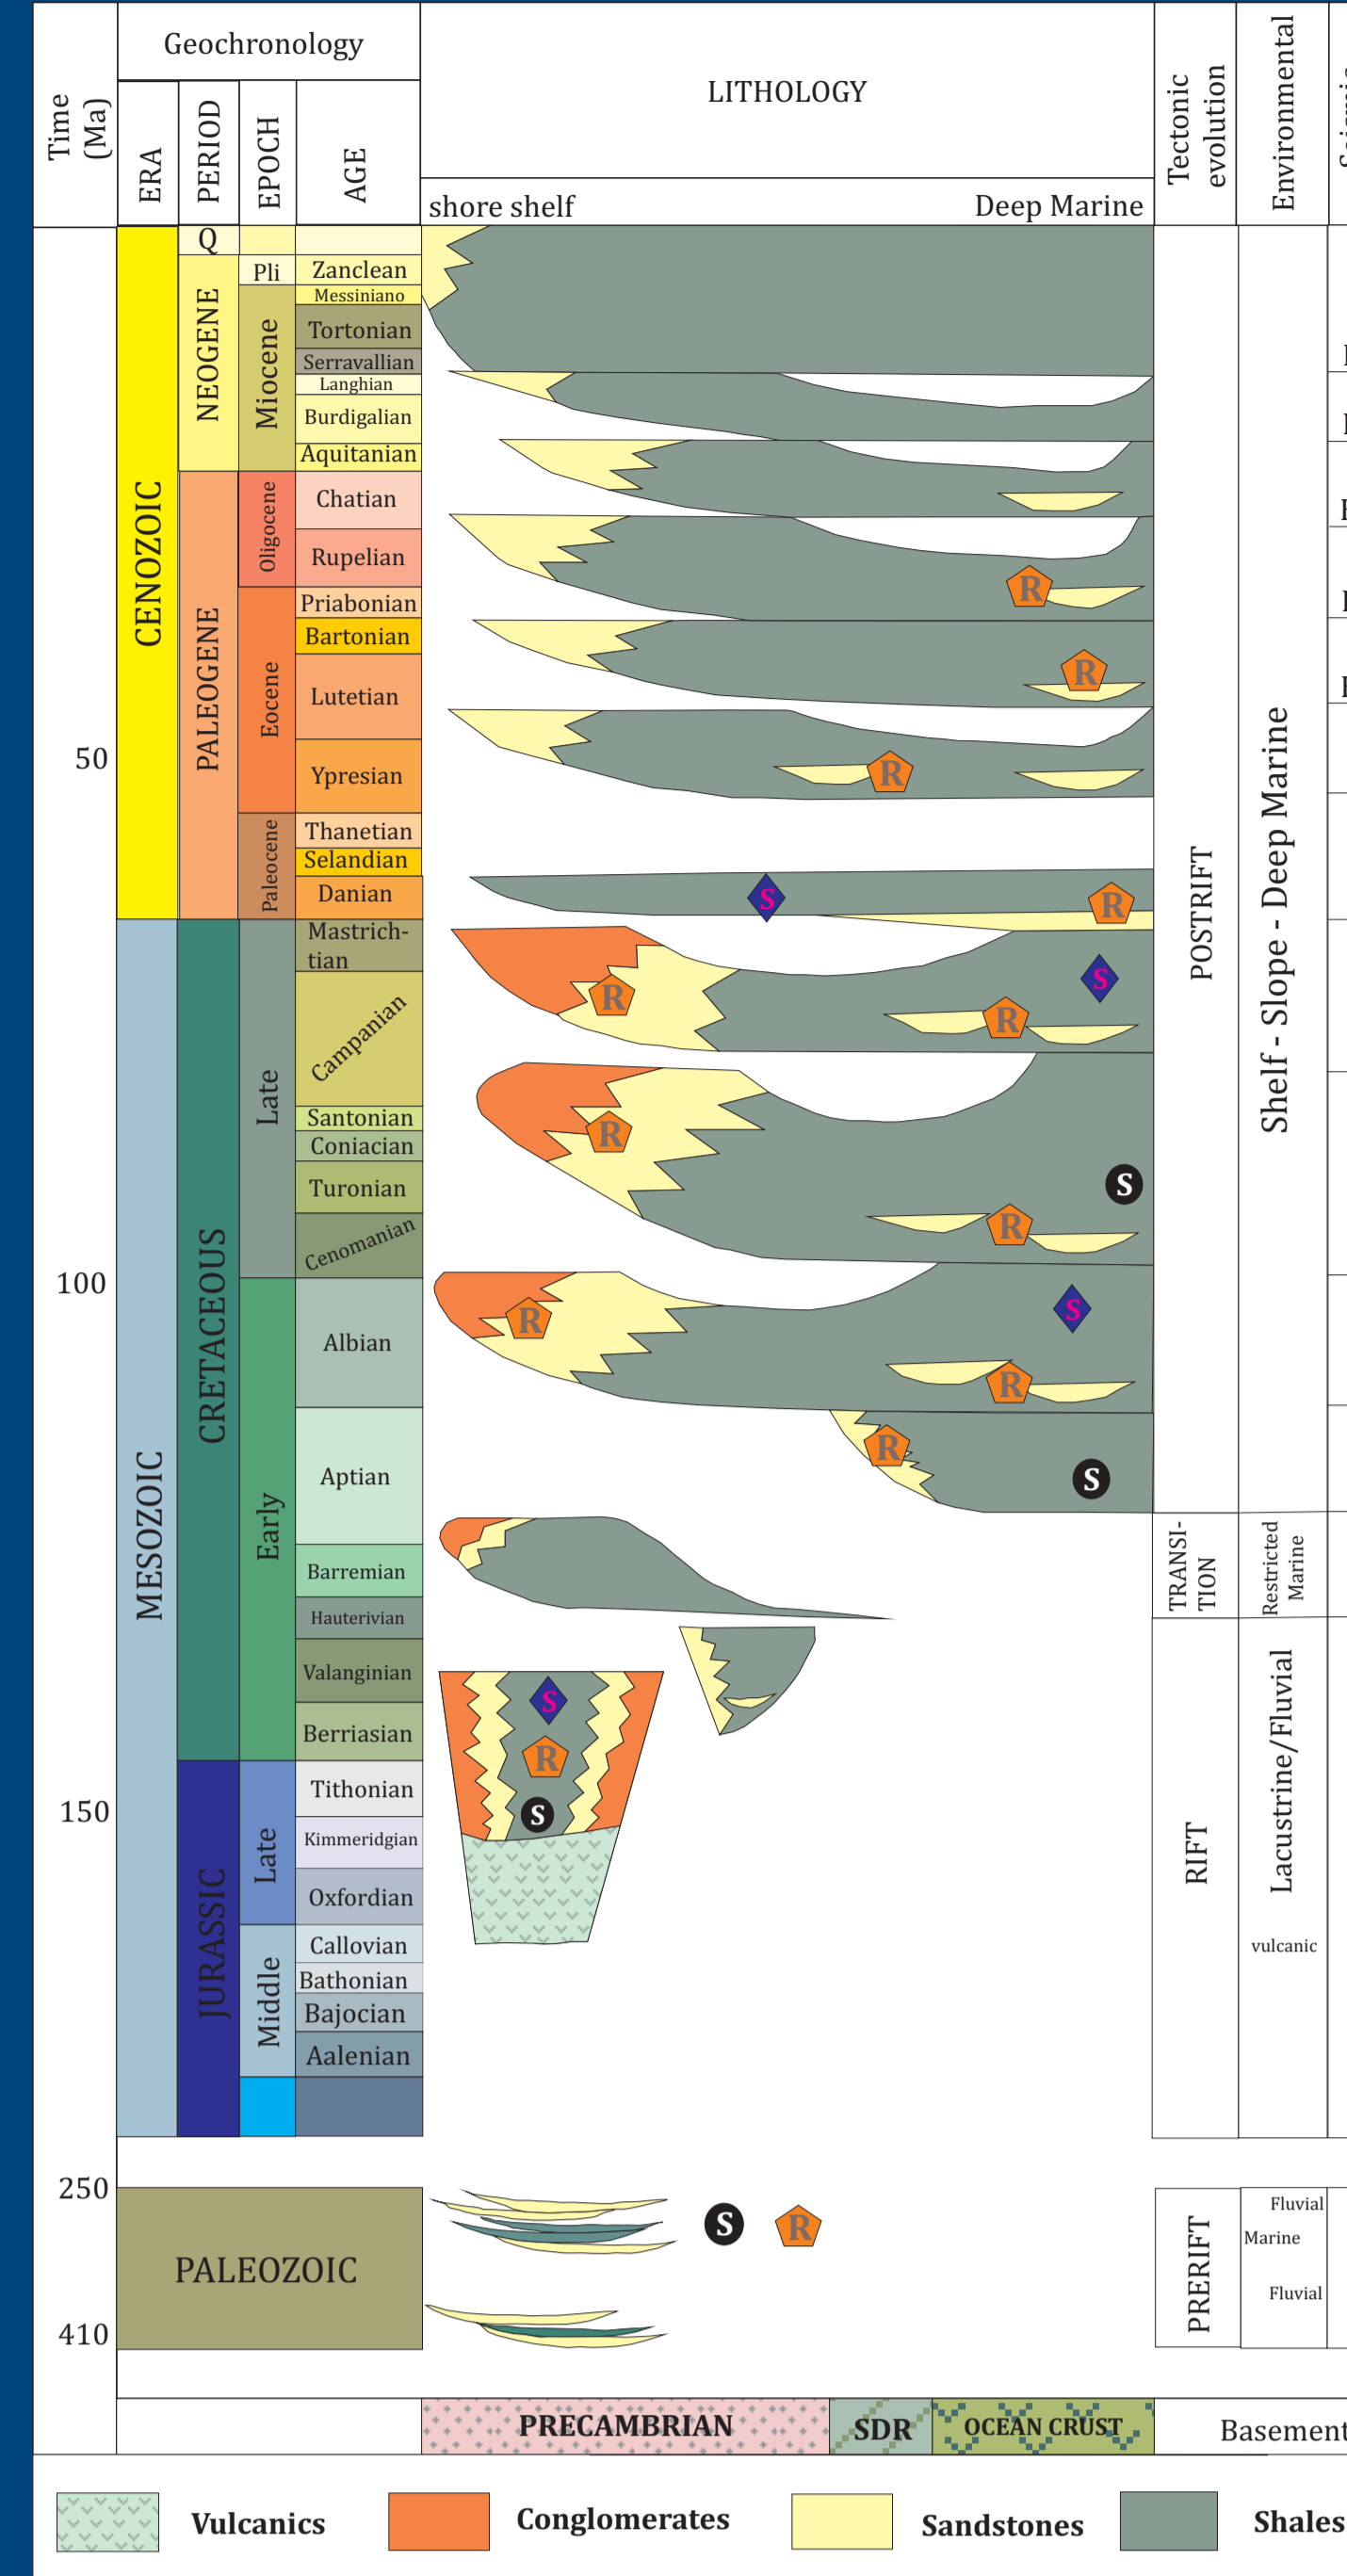 Geochronology
Time
(Ma)
ERA
PERIOD
EPOCH
AGE
LITHOLOGY
shore shelf
Deep Marine
Tectonic
evolution
Environmental
Q
Pli
Zanclean
Messiniano
Tortonian
Serravallian
Langhian
Burdigalian
Aquitanian
NEOGENE
Miocene
Chatian
Rupelian
Oligocene
Priabonian
Bartonian
Lutetian
Ypresian
Eocene
Thanetian
Selandian
Danian
Paleocene
PALEOGENE
CENOZOIC
50
R
R
R
S
R
Mastrich-
tian
Campanian
Santonian
Coniacian
Turonian
Cenomanian
Late
S
R
R
R
S
R
100
Albian
Aptian
Barremian
Hauterivian
Valanginian
Berriasian
Early
CRETACEOUS
MESOZOIC
R
S
R
R
S
POSTRIFT
Shelf - Slope - Deep Marine
TRANSI-
TION
Restricted
Marine
S
R
S
150
Tithonian
Kimmeridgian
Oxfordian
Late
Callovian
Bathonian
Bajocian
Aalenian
Middle
JURASSIC
RIFT
Lacustrine/Fluvial
vulcanic
250
PALEOZOIC
410
S
R
PRERIFT
Fluvial
Marine
Fluvial
PRECAMBRIAN
SDR
OCEAN CRUST
Basement
Vulcanics
Conglomerates
Sandstones
Shales